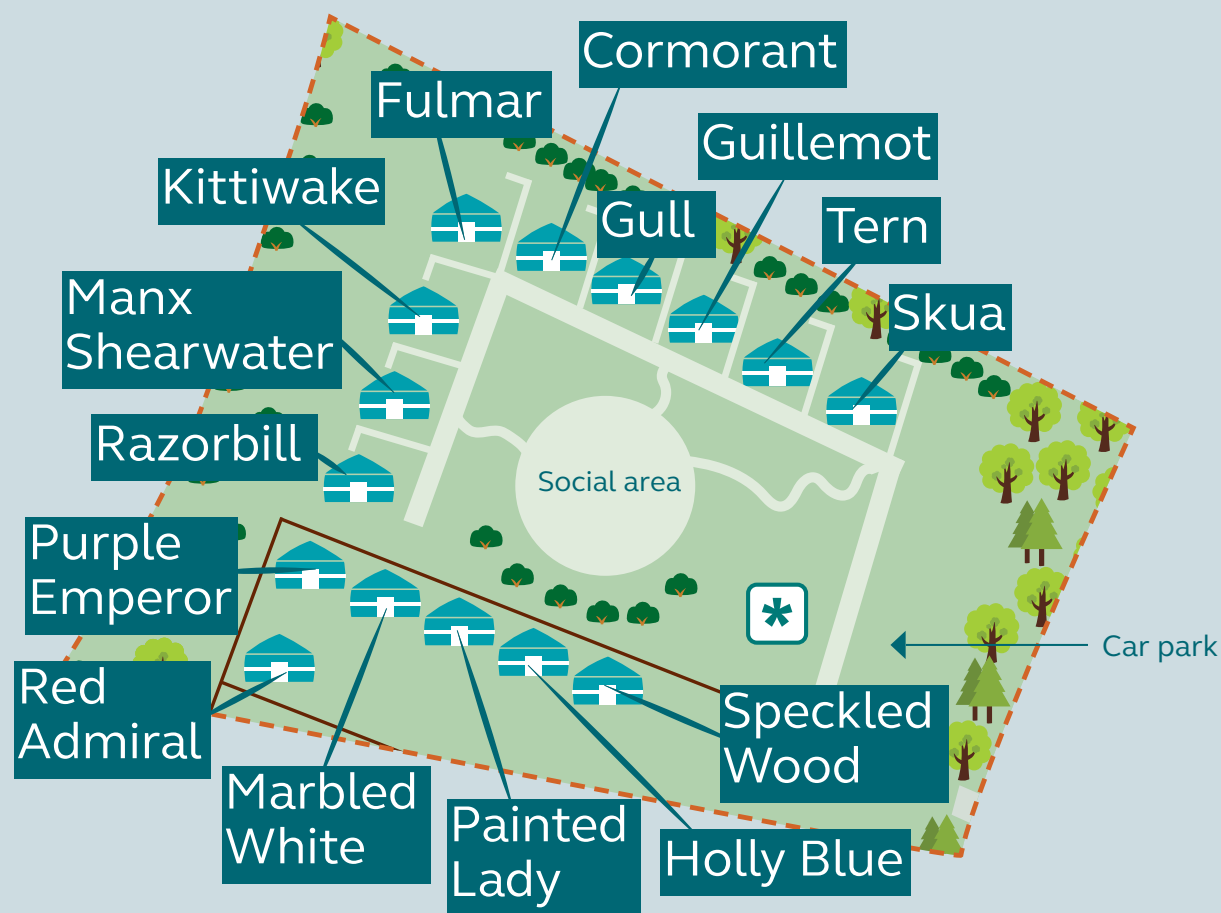 Cormorant
Fulmar
Guillemot
Kittiwake
Gull
Tern
Manx
Shearwater
Skua
Razorbill
Social area
Purple
Emperor
*
Car park
Red
Admiral
Speckled
Wood
Marbled
White
Painted
Lady
Holly Blue